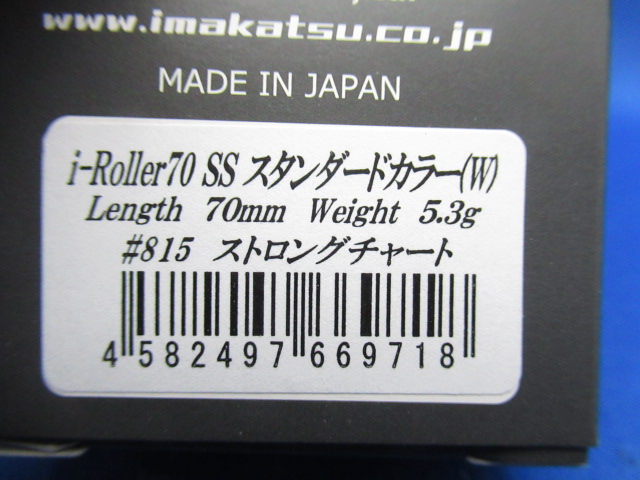 www.imakatsu.co.jp
MADE IN JAPAN
i-Roller70 SS スタンダードカラー(W)
Length 70mm Weight 5.3g
#815 ストロングチャート
4 582497 669718